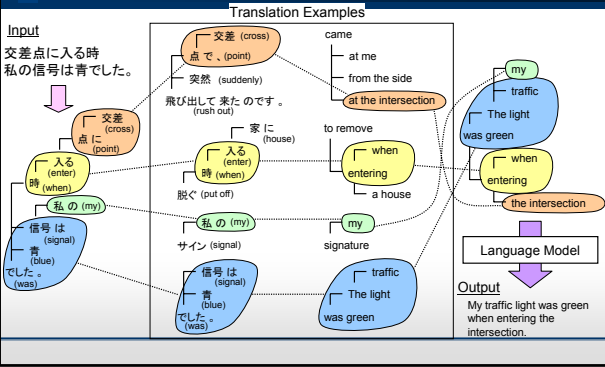 Translation Examples
Input
交差点に入る時
私の信号は青でした。
交差
(cross)
点 に
(point)
入る
(enter)
時 (when)
私 の (my)
信号 は
(signal)
青
(blue)
でした 。
(was)
交差 (cross)
点 で 、 (point)
突然 (suddenly)
飛び出して 来た のです 。
(rush out)
家 に
(house)
入る
(enter)
時 (when)
脱ぐ (put off)
私 の (my)
サイン (signal)
信号 は
(signal)
青
(blue)
でした 。
(was)
came
at me
from the side
at the intersection
to remove
when
entering
a house
my
signature
traffic
The light
was green
my
traffic
The light
was green
when
entering
the intersection
Language Model
Output
My traffic light was green
when entering the
intersection.